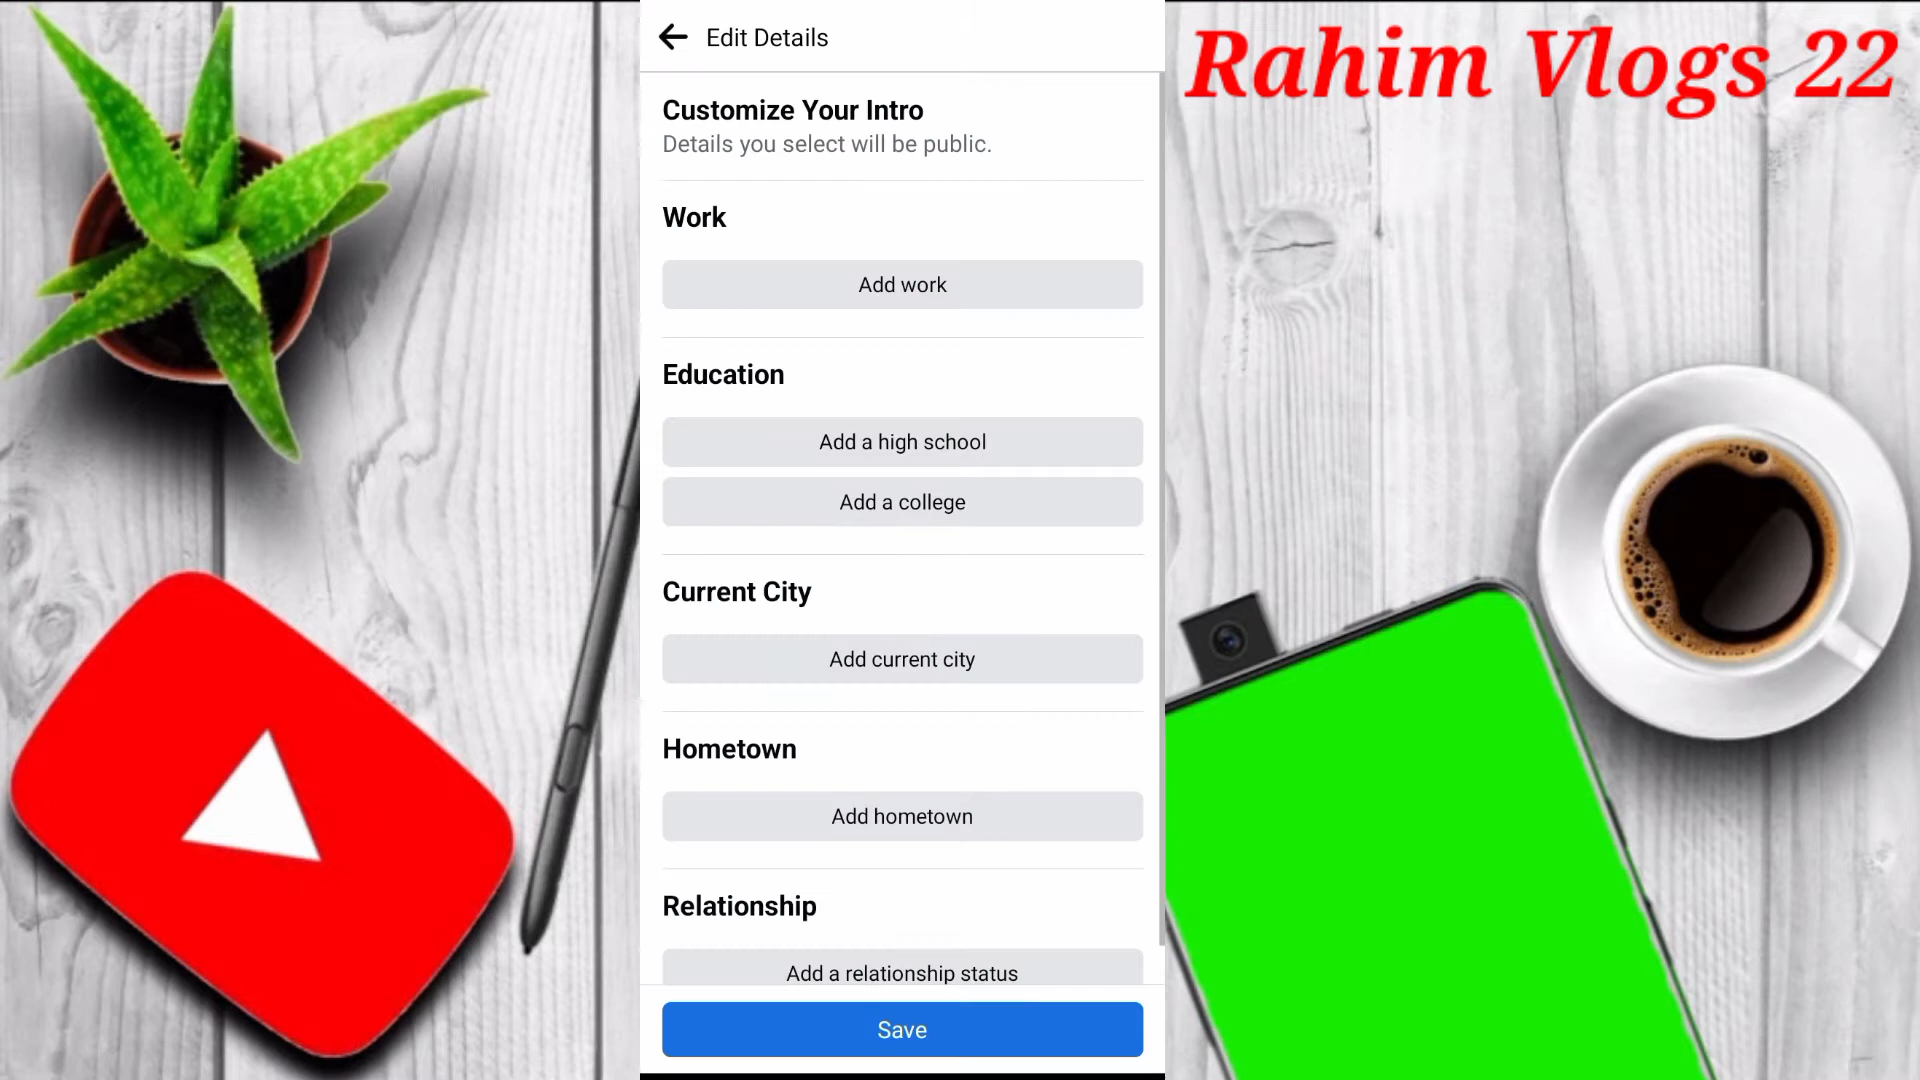 Edit Details
Rahim Vlogs 22
Customize Your Intro
Details you select will be public.
Work
Add work
Education
Add a high school
Add a college
Current City
Add current city
Hometown
Add hometown
Relationship
Add a relationship status
Save